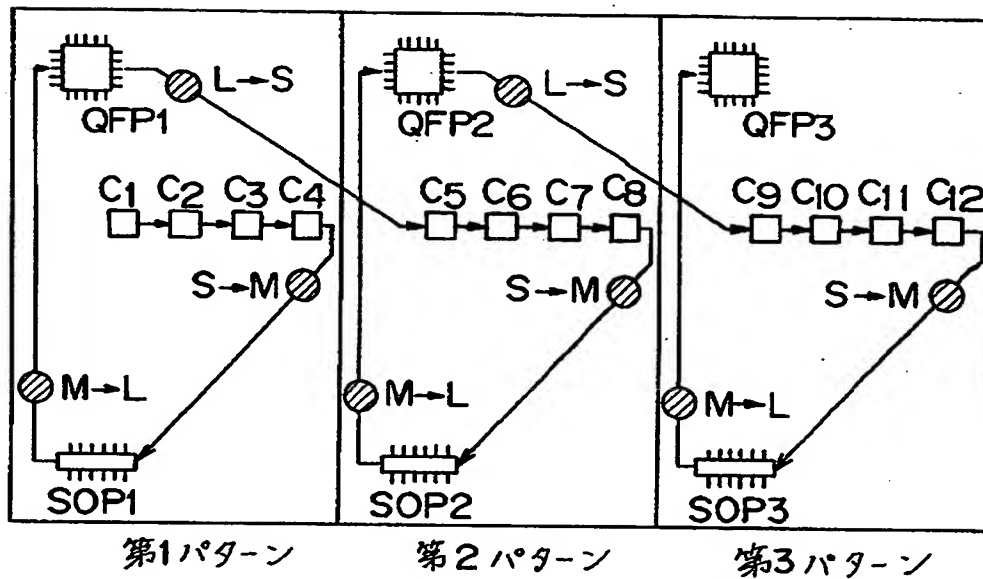 L→S
L→S
QFP1
QFP2
QFP3
C1 C2 C3 C4
C5 C6 C7 C8
C9 C10 C11 C12
S→M
S→M
S→M
M→L
M→L
M→L
SOP1
SOP2
SOP3
第1パターン
第2パターン
第3パターン